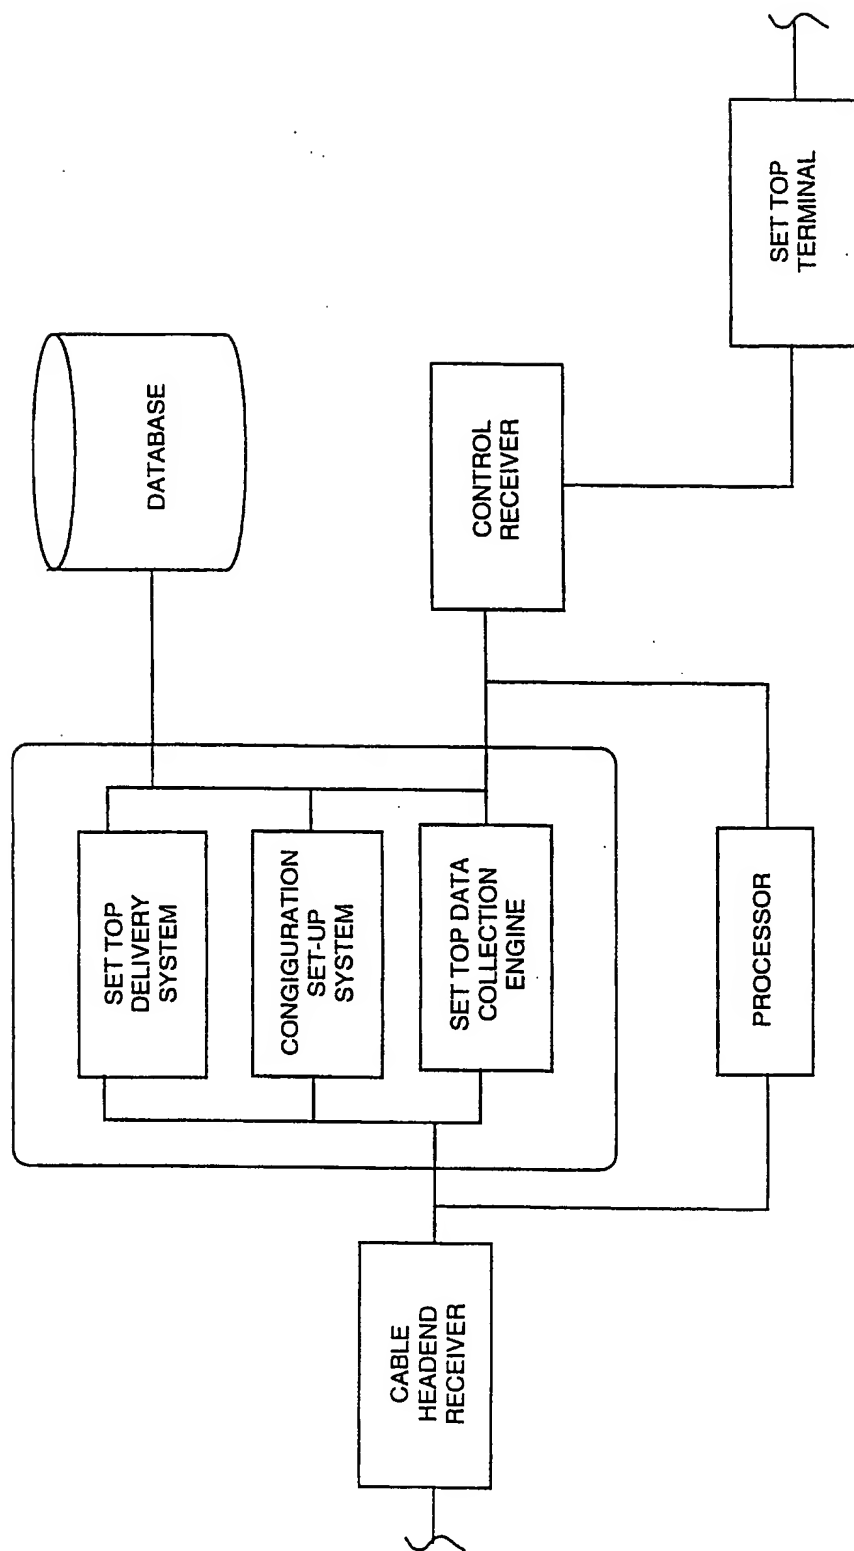 CABLE
HEADEND
RECEIVER
SET TOP
DELIVERY
SYSTEM
CONGIGURATION
SET-UP
SYSTEM
SET TOP DATA
COLLECTION
ENGINE
PROCESSOR
DATABASE
CONTROL
RECEIVER
SET TOP
TERMINAL